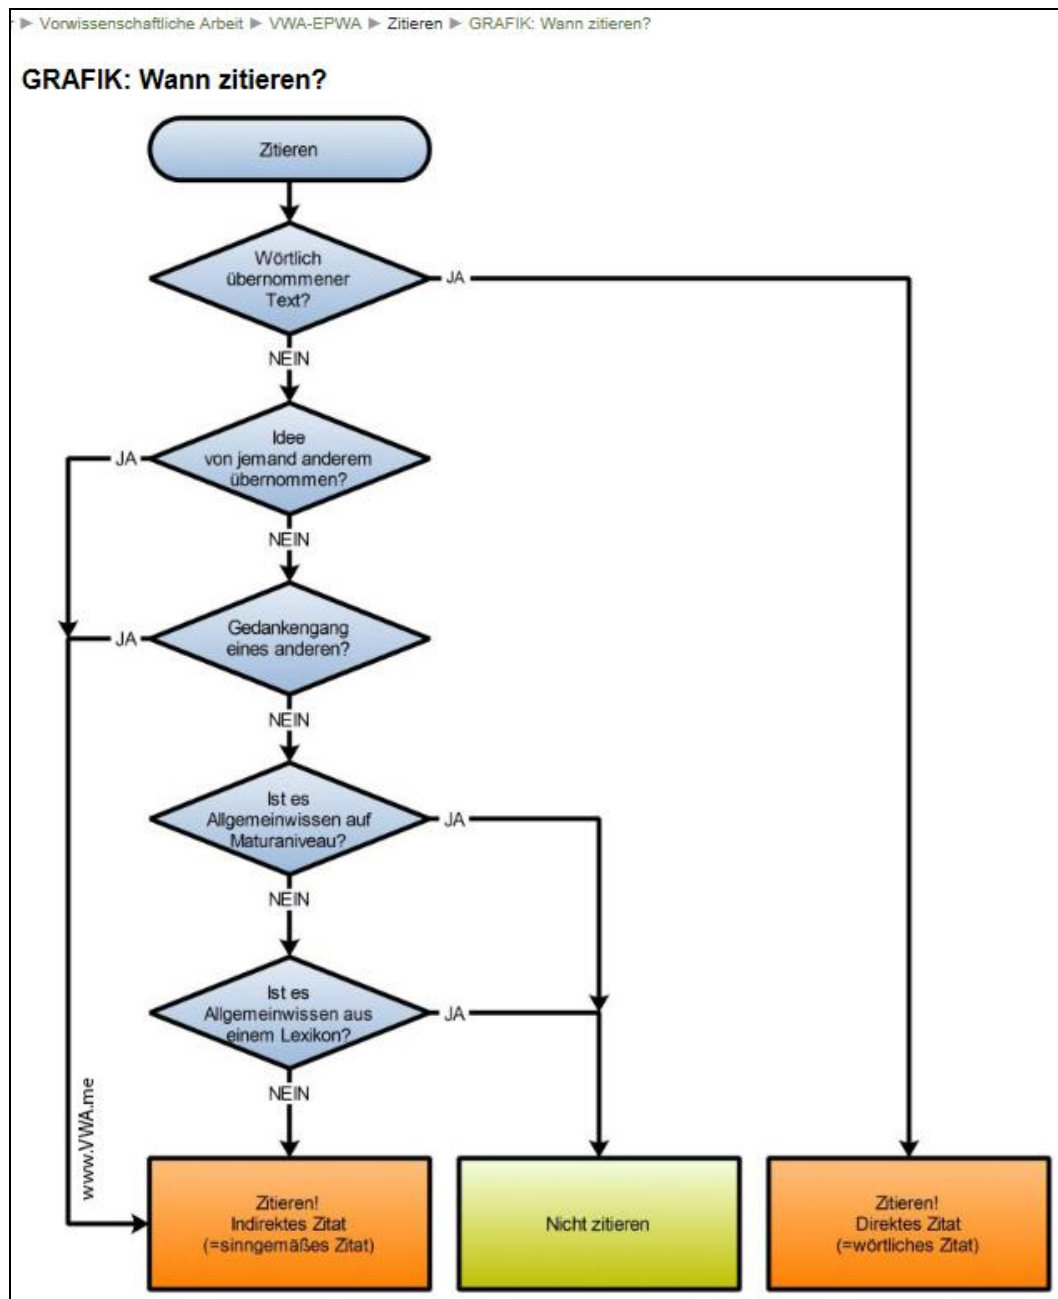 ▶ Vorwissenschaftliche Arbeit ▶ VWA-EPWA ▶ Zitieren ▶ GRAFIK: Wann zitieren?
GRAFIK: Wann zitieren?
Zitieren
Wörtlich
übernommener
Text?
JA
NEIN
Idee
von jemand anderem
übernommen?
JA
NEIN
Gedankengang
eines anderen?
JA
NEIN
Ist es
Allgemeinwissen auf
Maturaniveau?
JA
NEIN
Ist es
Allgemeinwissen aus
einem Lexikon?
JA
NEIN
www.VWA.me
Zitieren!
Indirektes Zitat
(=sinngemäßes Zitat)
Nicht zitieren
Zitieren!
Direktes Zitat
(=wörtliches Zitat)